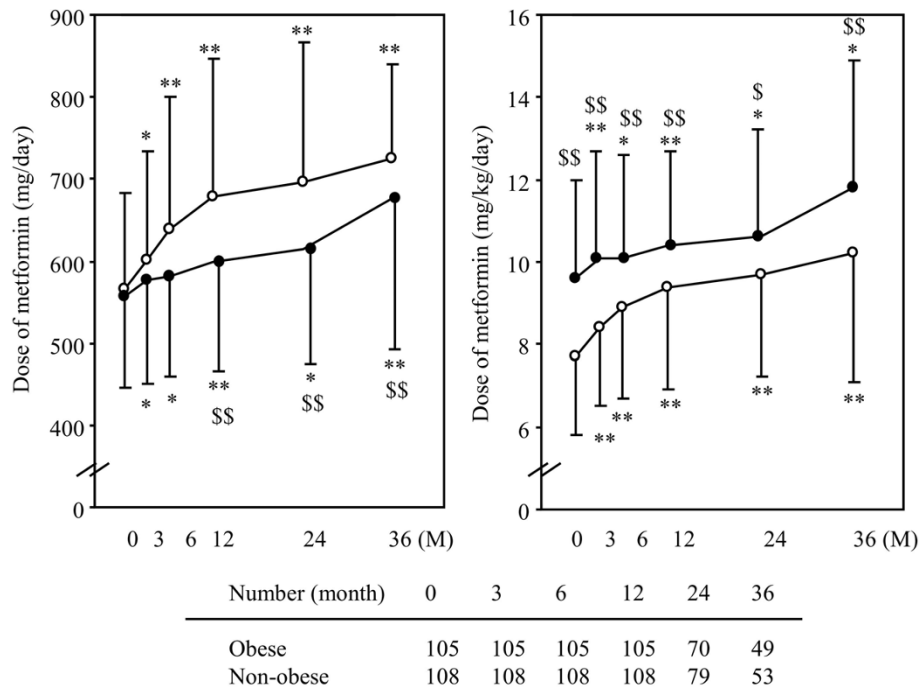 900
800
700
600
500
400
0
Dose of metformin (mg/day)
** ** ** ** *
* * ** * **
$$ $$ $$
0 3 6 12 24 36 (M)
16
14
12
10
8
6
0
Dose of metformin (mg/kg/day)
$$ $$ $$ $$ $ $$
** * ** * *
** ** ** ** **
0 3 6 12 24 36 (M)
Number (month) 0 3 6 12 24 36
Obese 105 105 105 105 70 49
Non-obese 108 108 108 108 79 53